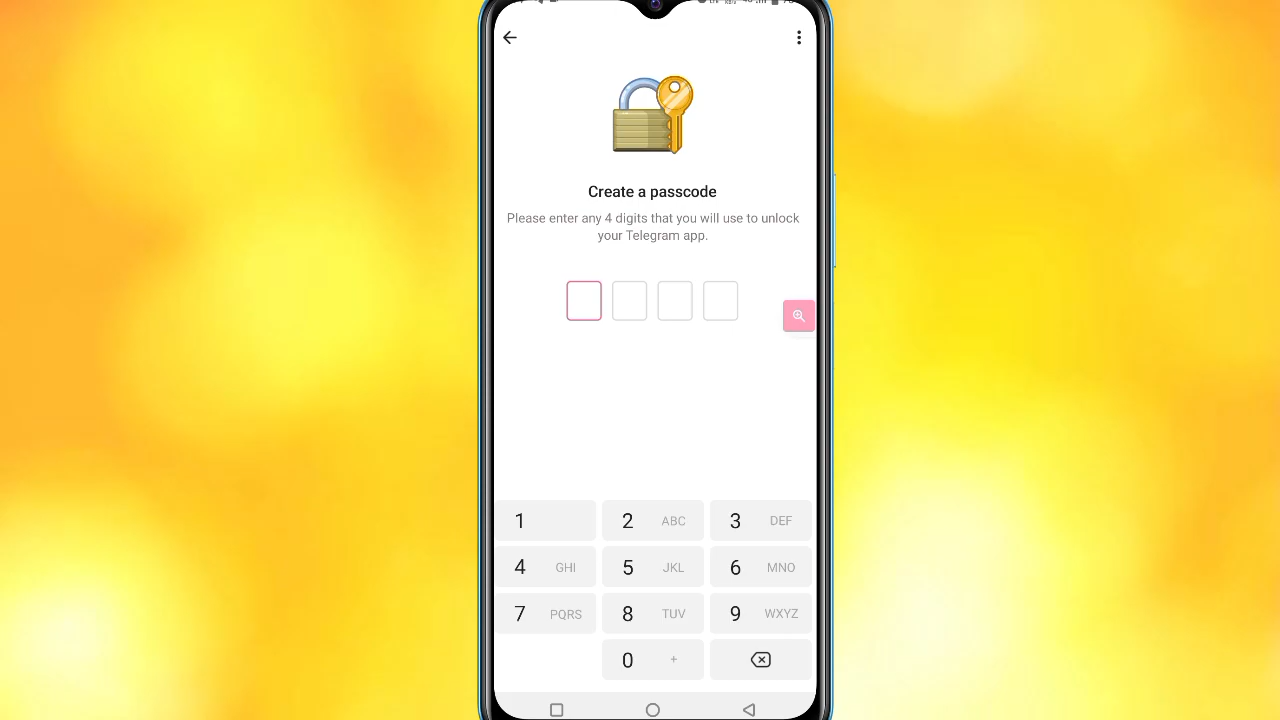 Create a passcode
Please enter any 4 digits that you will use to unlock
your Telegram app.
1
2 ABC
3 DEF
4 GHI
5 JKL
6 MNO
7 PQRS
8 TUV
9 WXYZ
0 +